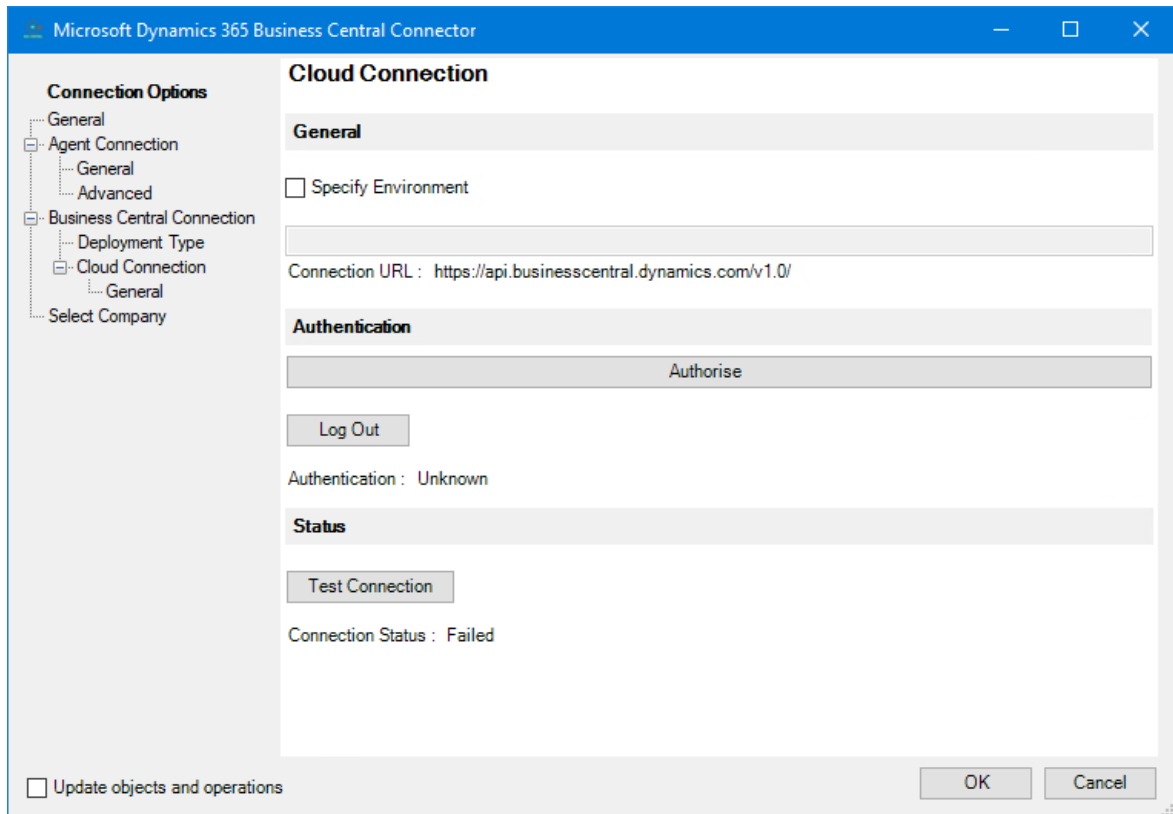 Microsoft Dynamics 365 Business Central Connector
Connection Options
General
Agent Connection
General
Advanced
Business Central Connection
Deployment Type
Cloud Connection
General
Select Company
Cloud Connection
General
Specify Environment
Connection URL : https://api.businesscentral.dynamics.com/v1.0/
Authentication
Authorise
Log Out
Authentication : Unknown
Status
Test Connection
Connection Status : Failed
Update objects and operations
OK
Cancel